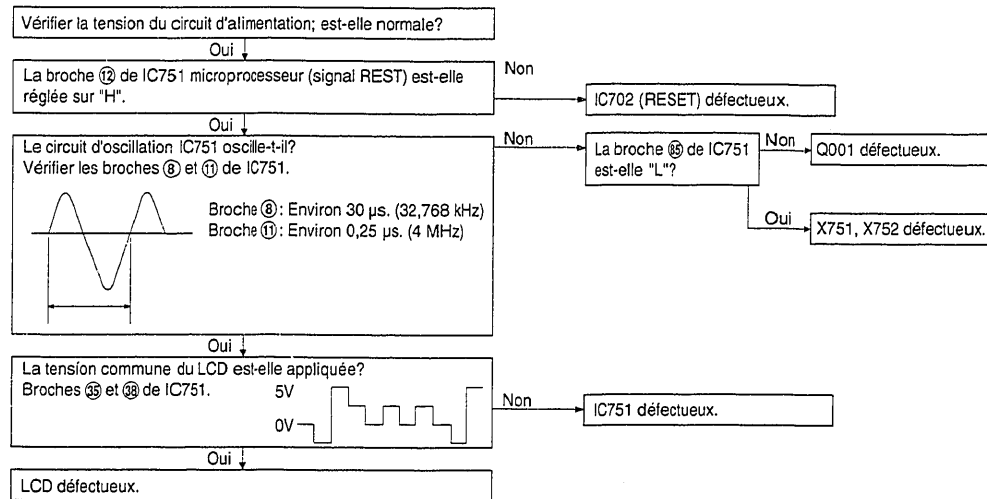 Vérifier la tension du circuit d'alimentation; est-elle normale?
Oui
La broche ⑫ de IC751 microprocesseur (signal REST) est-elle
réglée sur "H".
Non
IC702 (RESET) défectueux.
Oui
Le circuit d'oscillation IC751 oscille-t-il?
Vérifier les broches ⑧ et ⑪ de IC751.
Broche ⑧: Environ 30 µs. (32,768 kHz)
Broche ⑪: Environ 0,25 µs. (4 MHz)
Non
La broche 85 de IC751
est-elle "L"?
Non
Q001 défectueux.
Oui
X751, X752 défectueux.
Oui
La tension commune du LCD est-elle appliquée?
Broches ㉟ et ㊳ de IC751.
5V
0V
Non
IC751 défectueux.
Oui
LCD défectueux.